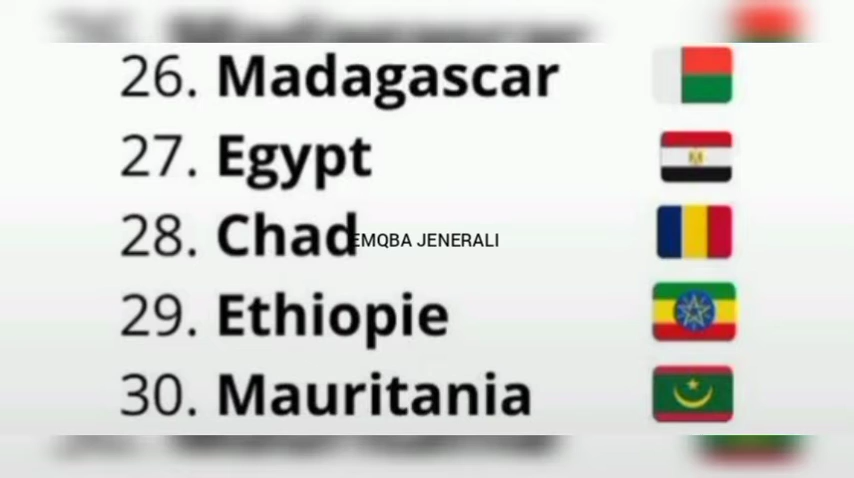 26. Madagascar
27. Egypt
28. Chad
EMQBA JENERALI
29. Ethiopie
30. Mauritania